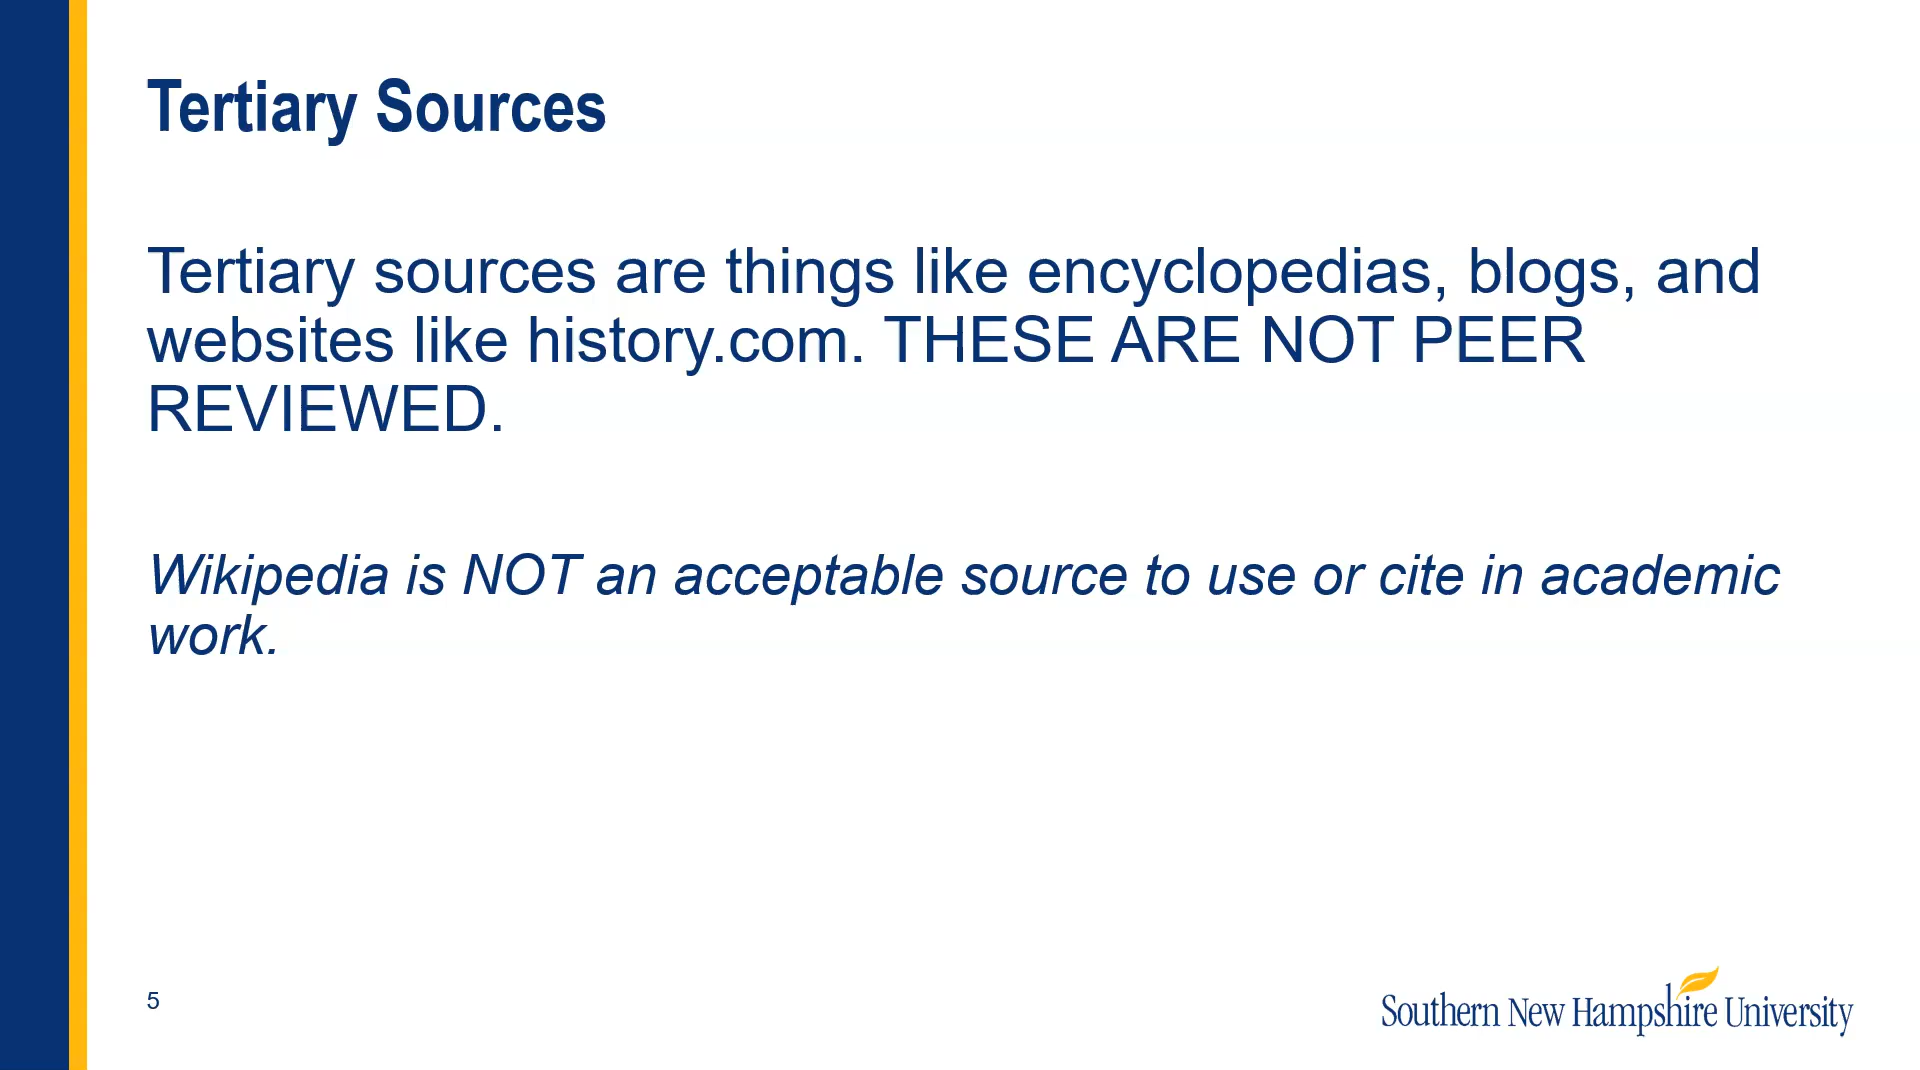 Tertiary Sources
Tertiary sources are things like encyclopedias, blogs, and
websites like history.com. THESE ARE NOT PEER
REVIEWED.
Wikipedia is NOT an acceptable source to use or cite in academic
work.
5
Southern New Hampshire University